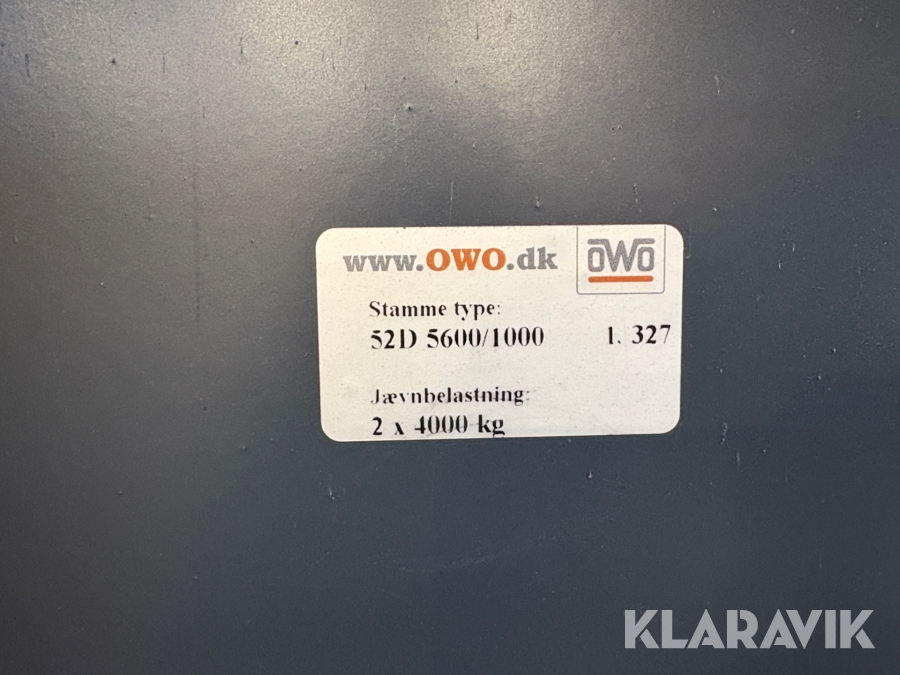 www.OWO.dk
OWO
Stamme type:
52D 5600/1000 1. 327
Jævnbelastning:
2 x 4000 kg
KLARAVIK